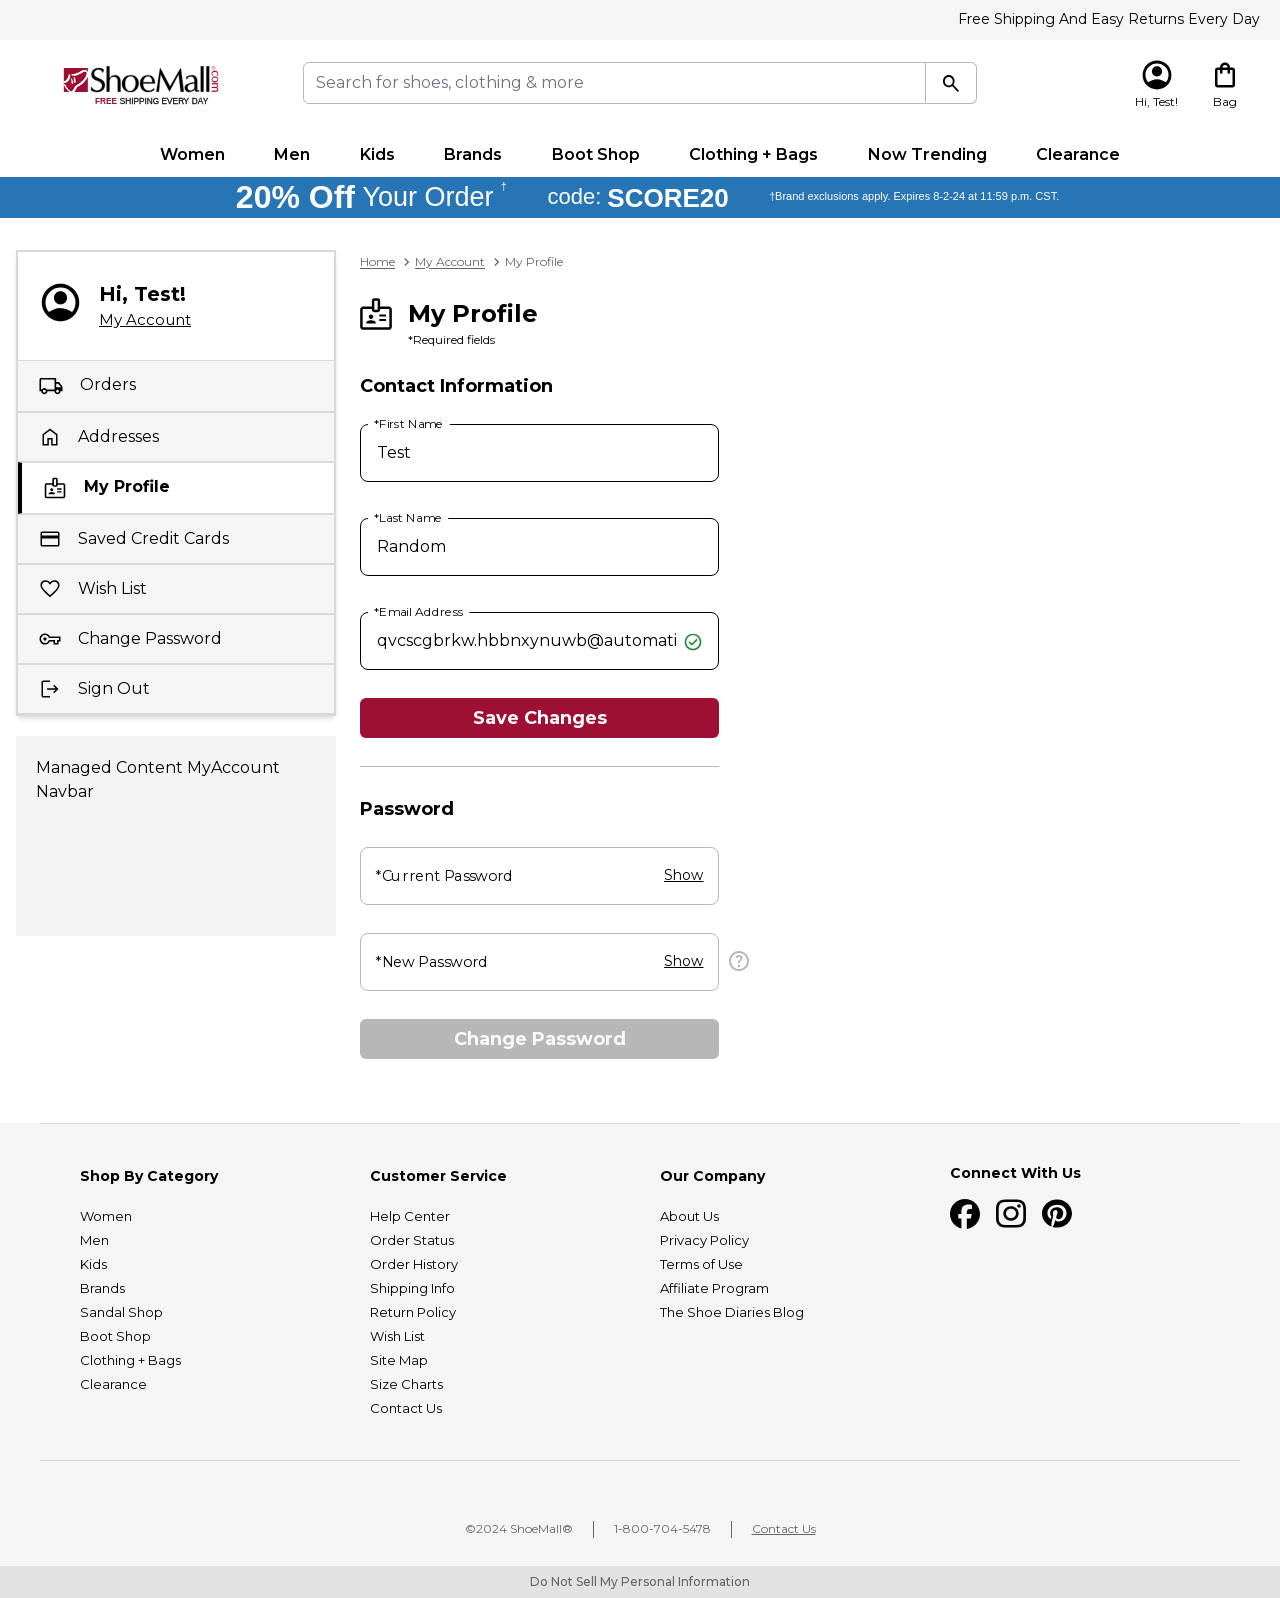 Free Shipping And Easy Returns Every Day
ShoeMall.com
FREE SHIPPING EVERY DAY
Search for shoes, clothing & more
Hi, Test!
Bag
Women Men Kids Brands Boot Shop Clothing + Bags Now Trending Clearance
20% Off Your Order † code: SCORE20 †Brand exclusions apply. Expires 8-2-24 at 11:59 p.m. CST.
Hi, Test!
My Account
Orders
Addresses
My Profile
Saved Credit Cards
Wish List
Change Password
Sign Out
Managed Content MyAccount
Navbar
Home My Account My Profile
My Profile
*Required fields
Contact Information
*First Name
Test
*Last Name
Random
*Email Address
qvcscgbrkw.hbbnxynuwb@automati
Save Changes
Password
*Current Password Show
*New Password Show
Change Password
Shop By Category
Women
Men
Kids
Brands
Sandal Shop
Boot Shop
Clothing + Bags
Clearance
Customer Service
Help Center
Order Status
Order History
Shipping Info
Return Policy
Wish List
Site Map
Size Charts
Contact Us
Our Company
About Us
Privacy Policy
Terms of Use
Affiliate Program
The Shoe Diaries Blog
Connect With Us
©2024 ShoeMall® 1-800-704-5478 Contact Us
Do Not Sell My Personal Information